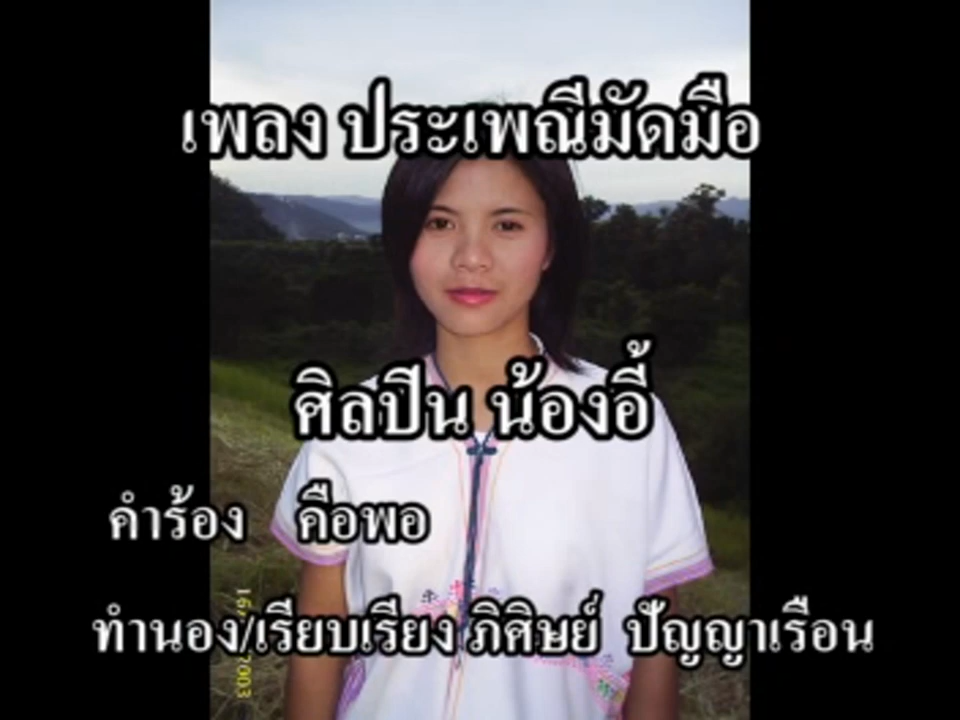 เพลง ประเพณีมัดมือ
ศิลปิน น้องอี้
คำร้อง คือพอ
ทำนอง/เรียบเรียง ภิศิษย์ ปัญญาเรือน